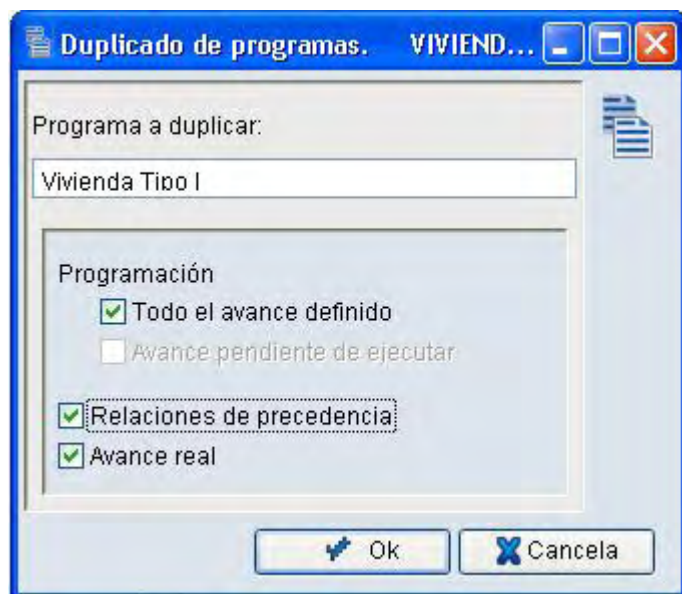 Duplicado de programas. VIVIEND...
Programa a duplicar:
Vivienda Tipo I
Programación
Todo el avance definido
Avance pendiente de ejecutar
Relaciones de precedencia
Avance real
Ok
Cancela